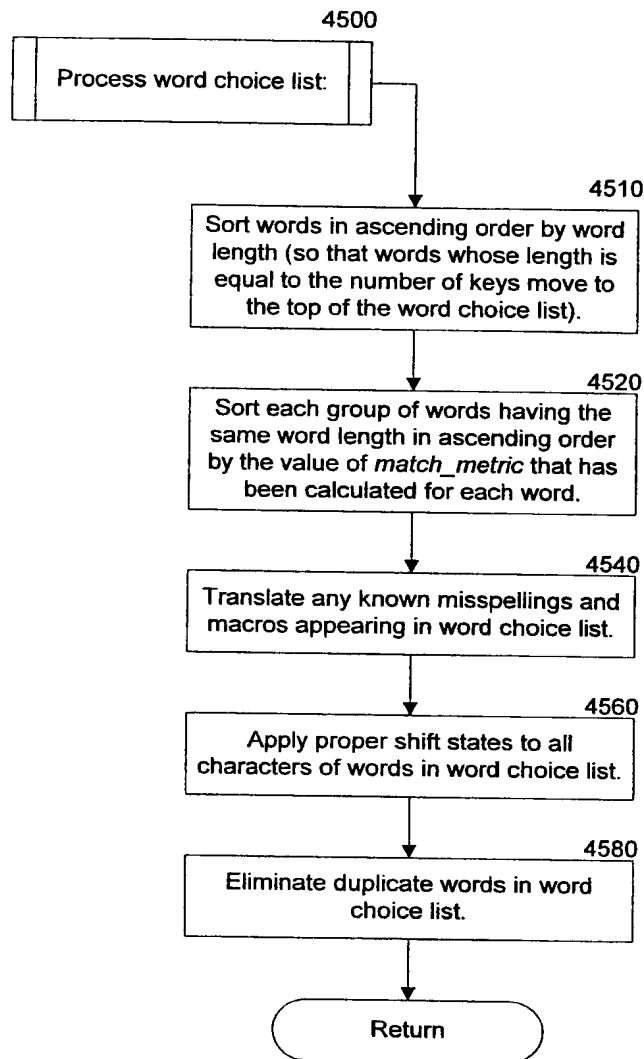 4500
Process word choice list:
4510
Sort words in ascending order by word
length (so that words whose length is
equal to the number of keys move to
the top of the word choice list).
4520
Sort each group of words having the
same word length in ascending order
by the value of match_metric that has
been calculated for each word.
4540
Translate any known misspellings and
macros appearing in word choice list.
4560
Apply proper shift states to all
characters of words in word choice list.
4580
Eliminate duplicate words in word
choice list.
Return